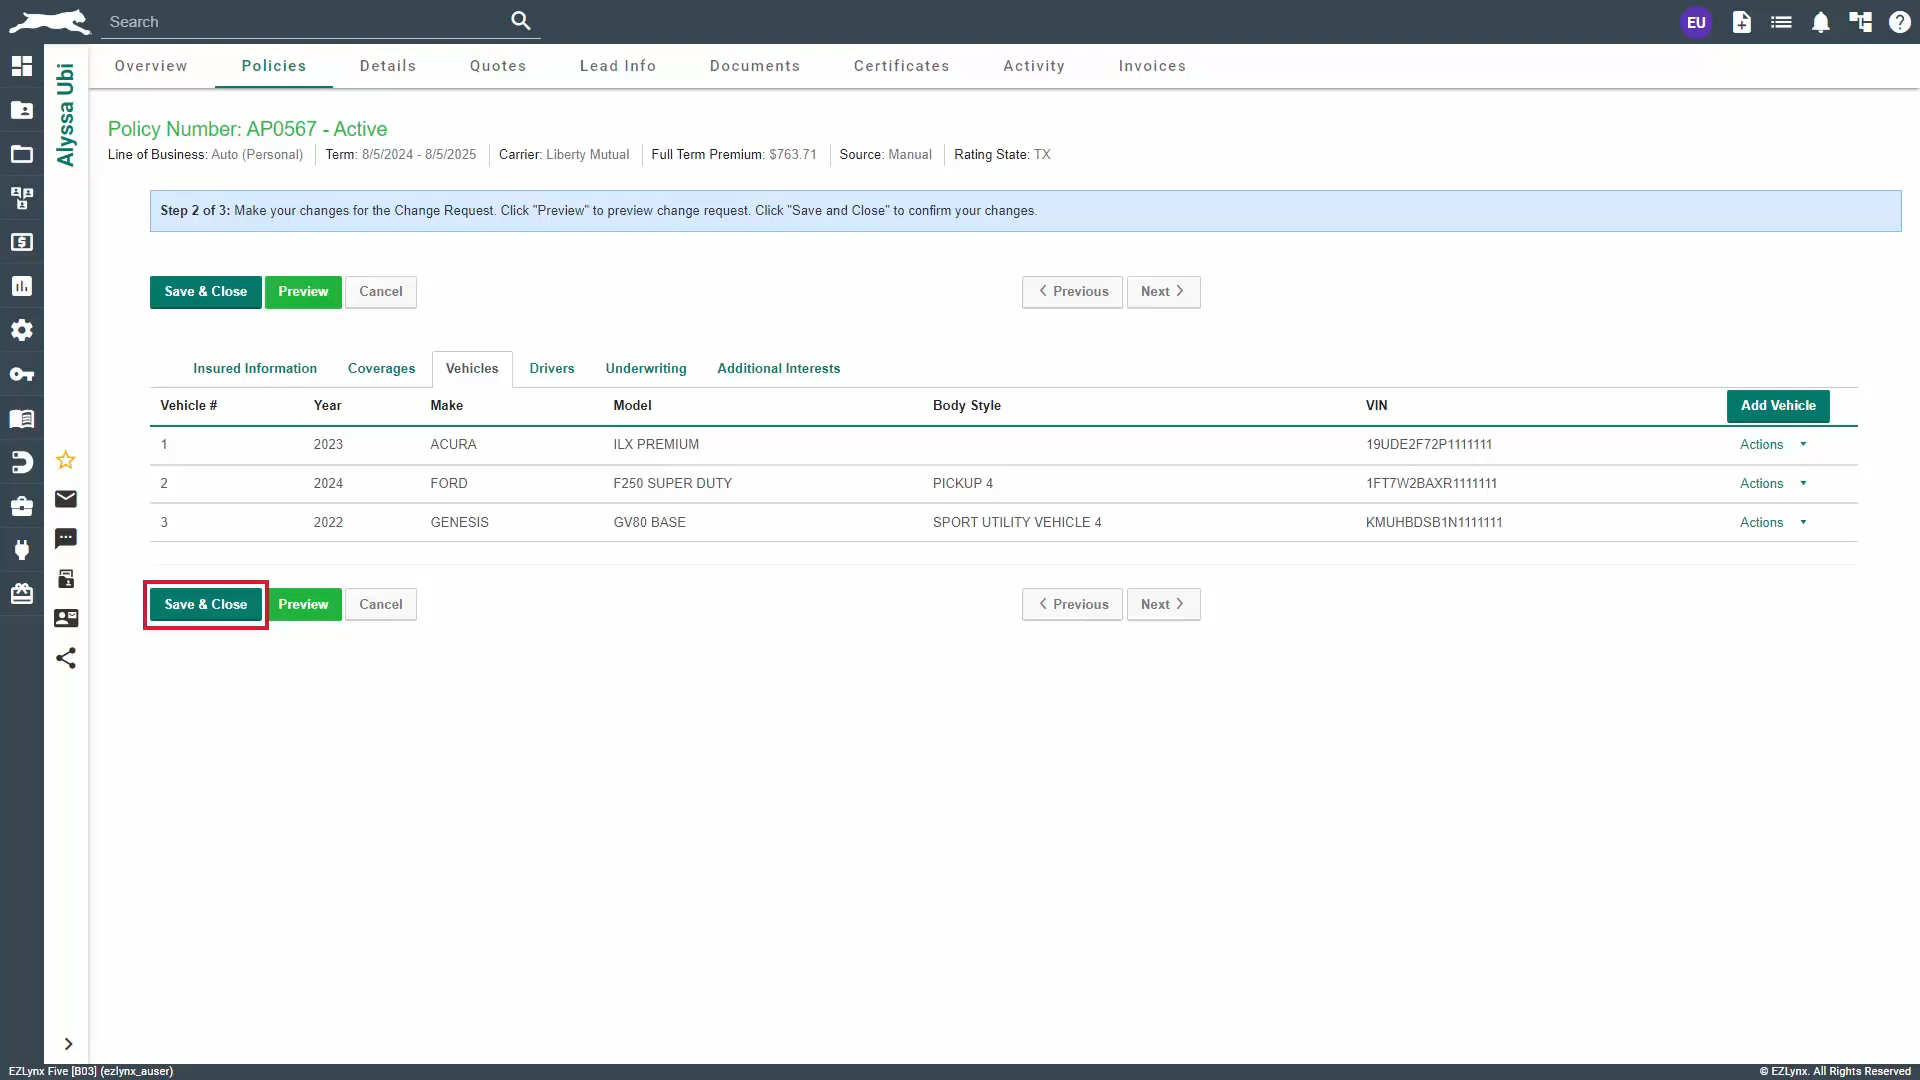 Search
EU
Alyssa Ubi
Overview Policies Details Quotes Lead Info Documents Certificates Activity Invoices
Policy Number: AP0567 - Active
Line of Business: Auto (Personal) Term: 8/5/2024 - 8/5/2025 Carrier: Liberty Mutual Full Term Premium: $763.71 Source: Manual Rating State: TX
Step 2 of 3: Make your changes for the Change Request. Click "Preview" to preview change request. Click "Save and Close" to confirm your changes.
Save & Close Preview Cancel Previous Next
Insured Information Coverages Vehicles Drivers Underwriting Additional Interests
Vehicle # Year Make Model Body Style VIN Add Vehicle
1 2023 ACURA ILX PREMIUM 19UDE2F72P1111111 Actions
2 2024 FORD F250 SUPER DUTY PICKUP 4 1FT7W2BAXR1111111 Actions
3 2022 GENESIS GV80 BASE SPORT UTILITY VEHICLE 4 KMUHBDSB1N1111111 Actions
Save & Close Preview Cancel Previous Next
EZLynx Five [B03] (ezlynx_auser) © EZLynx. All Rights Reserved